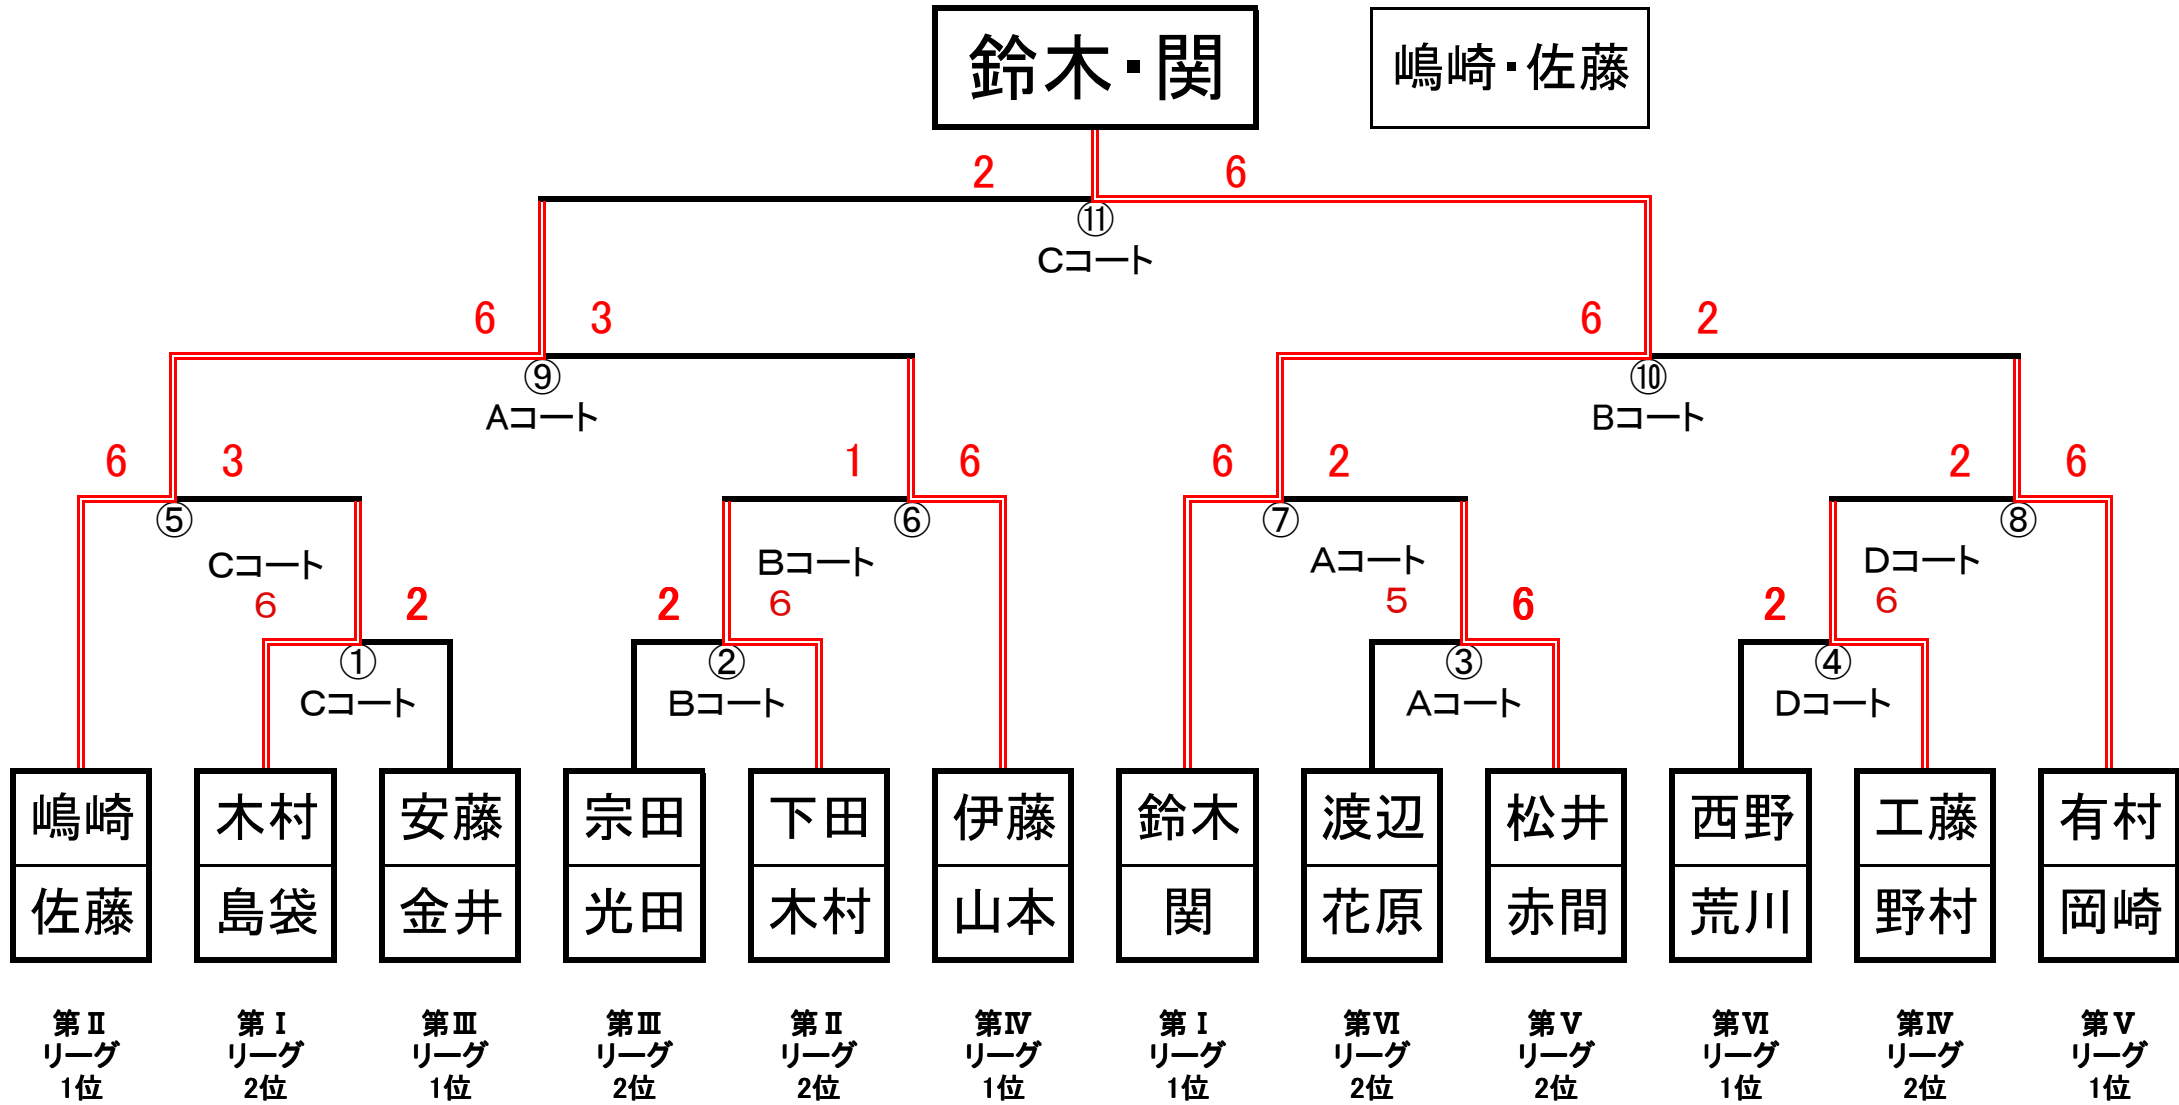 鈴木・関
嶋崎・佐藤
2 6
⑪
Cコート
6 3 6 2
⑨ ⑩
Aコート Bコート
6 3 1 6 6 2 2 6
⑤ ⑥ ⑦ ⑧
Cコート Bコート Aコート Dコート
6 2 2 6 5 6 2 6
① ② ③ ④
Cコート Bコート Aコート Dコート
嶋崎 木村 安藤 宗田 下田 伊藤 鈴木 渡辺 松井 西野 工藤 有村
佐藤 島袋 金井 光田 木村 山本 関 花原 赤間 荒川 野村 岡崎
第Ⅱ 第Ⅰ 第Ⅲ 第Ⅲ 第Ⅱ 第Ⅳ 第Ⅰ 第Ⅵ 第Ⅴ 第Ⅵ 第Ⅳ 第Ⅴ
リーグ リーグ リーグ リーグ リーグ リーグ リーグ リーグ リーグ リーグ リーグ リーグ
1位 2位 1位 2位 2位 1位 1位 2位 2位 1位 2位 1位